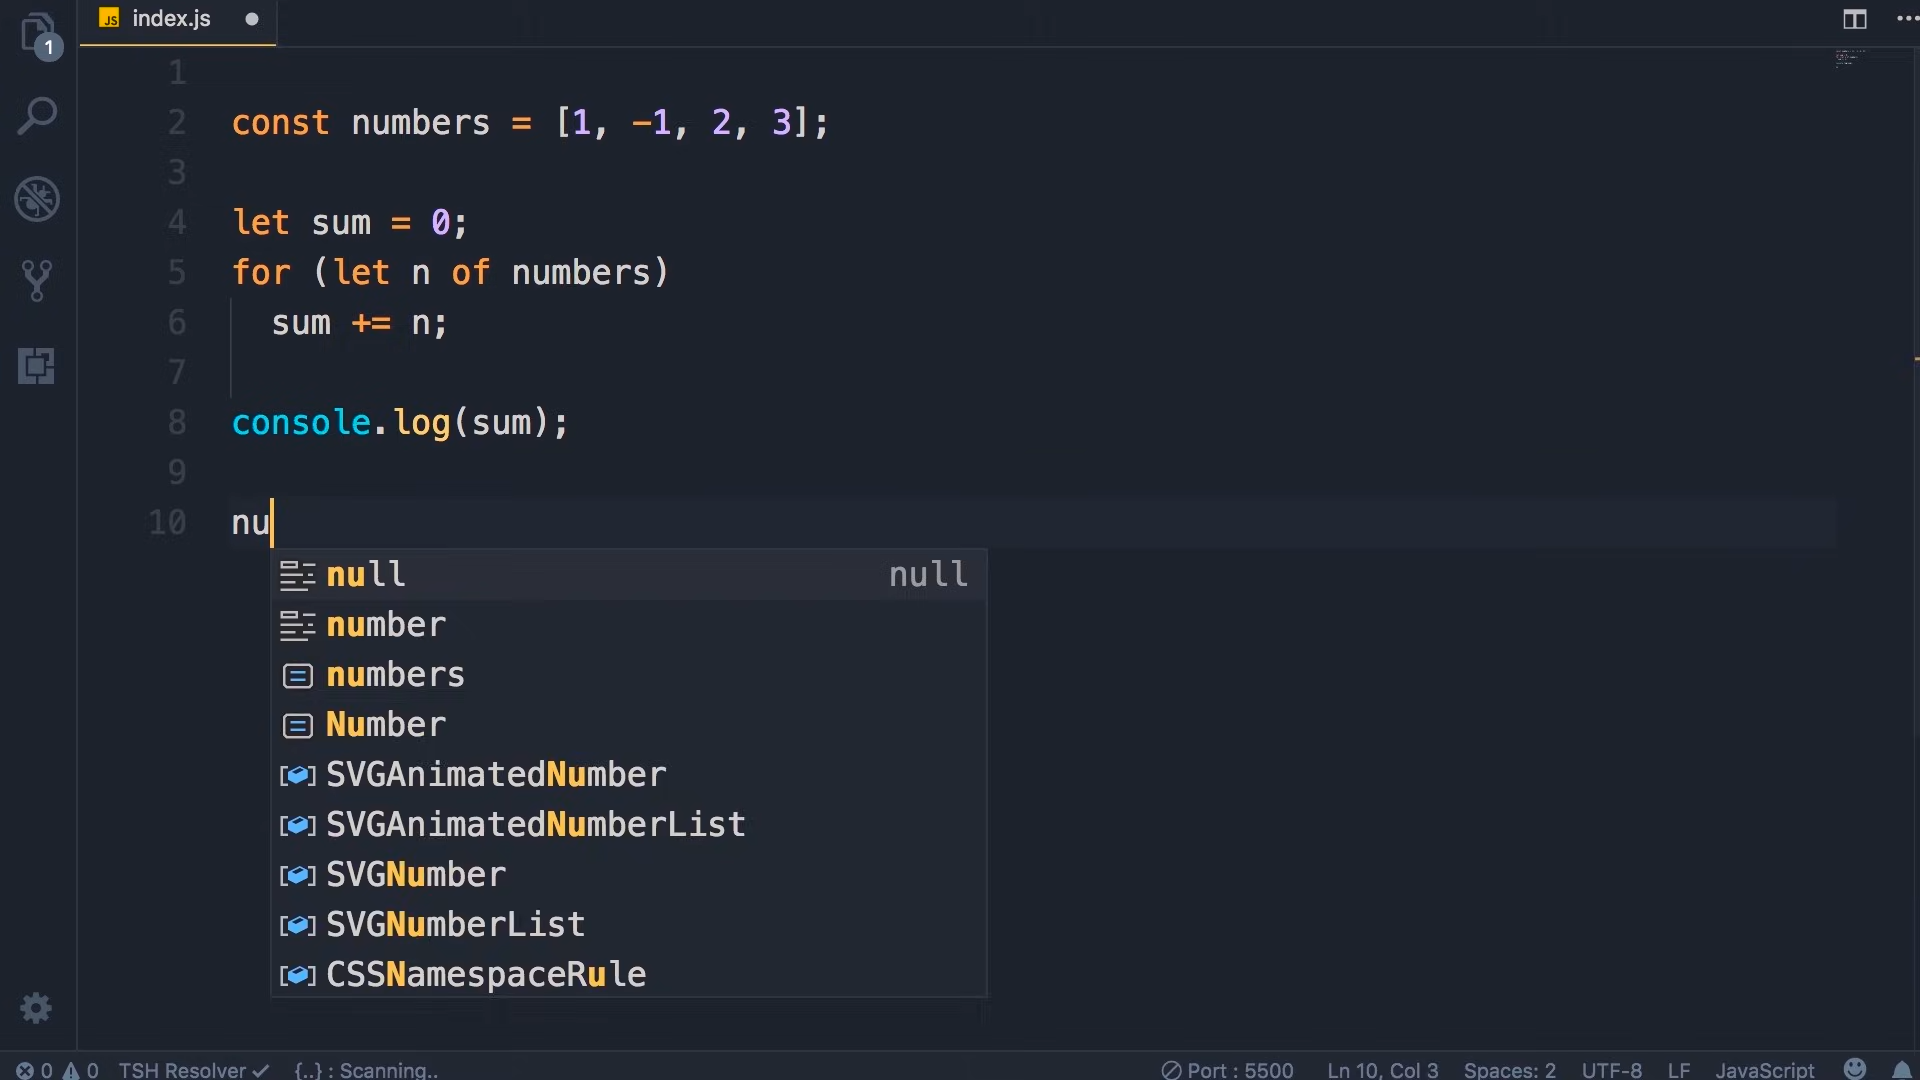 JS index.js
1
1
2 const numbers = [1, -1, 2, 3];
3
4 let sum = 0;
5 for (let n of numbers)
6 sum += n;
7
8 console.log(sum);
9
10 nu
null null
number
numbers
Number
SVGAnimatedNumber
SVGAnimatedNumberList
SVGNumber
SVGNumberList
CSSNamespaceRule
0 0 TSH Resolver {..} : Scanning.. Port : 5500 Ln 10, Col 3 Spaces: 2 UTF-8 LF JavaScript